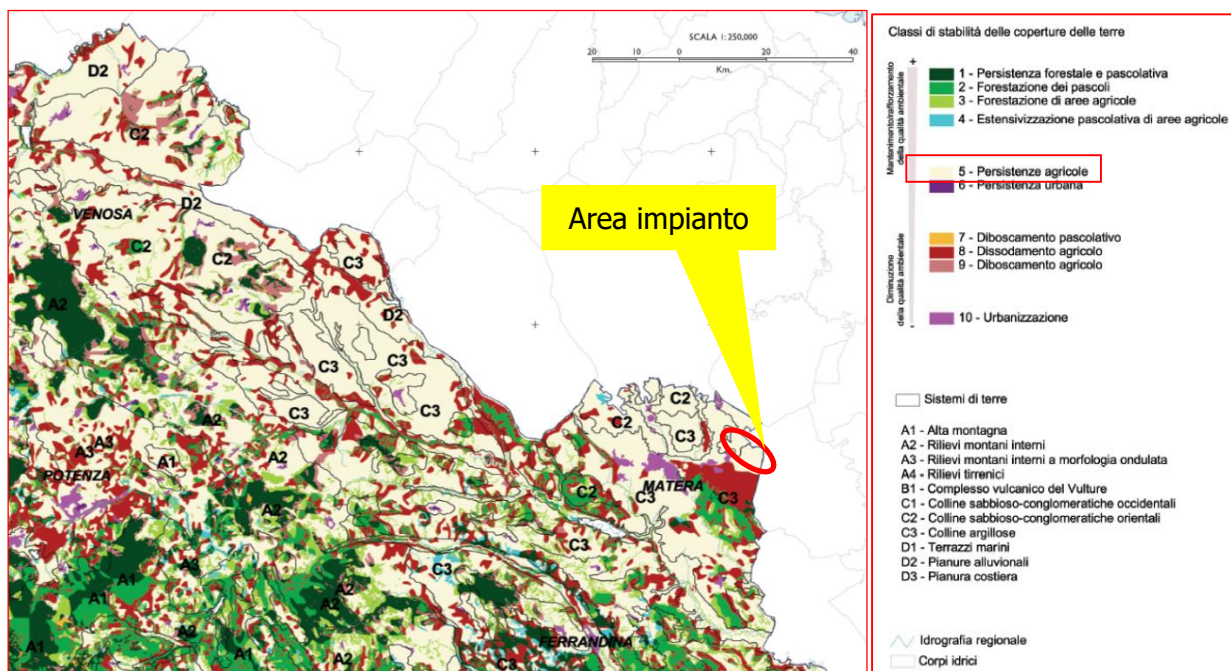 SCALA 1: 250,000
20 10 0 20 40
Km.
D2
C2
Area impianto
VENOSA
D2
C2
C2
C3
A2
D2
C3
C3
C3
C3
A2
C2
C2
C3
A3
A3
A1
A2
POTENZA
MATERA
C2
C3
C3
A2
C3
A3
C3
A1
A2
A2
A1
FERRANDINA
A1
A2
A1
A2
C3
C3
Classi di stabilità delle coperture delle terre
+
Mantenimento/rafforzamento
della qualità ambientale
1 - Persistenza forestale e pascolativa
2 - Forestazione dei pascoli
3 - Forestazione di aree agricole
4 - Estensivizzazione pascolativa di aree agricole
5 - Persistenze agricole
6 - Persistenza urbana
Diminuzione
della qualità ambientale
7 - Diboscamento pascolativo
8 - Dissodamento agricolo
9 - Diboscamento agricolo
10 - Urbanizzazione
-
Sistemi di terre
A1 - Alta montagna
A2 - Rilievi montani interni
A3 - Rilievi montani interni a morfologia ondulata
A4 - Rilievi tirrenici
B1 - Complesso vulcanico del Vulture
C1 - Colline sabbioso-conglomeratiche occidentali
C2 - Colline sabbioso-conglomeratiche orientali
C3 - Colline argillose
D1 - Terrazzi marini
D2 - Pianure alluvionali
D3 - Pianura costiera
Idrografia regionale
Corpi idrici